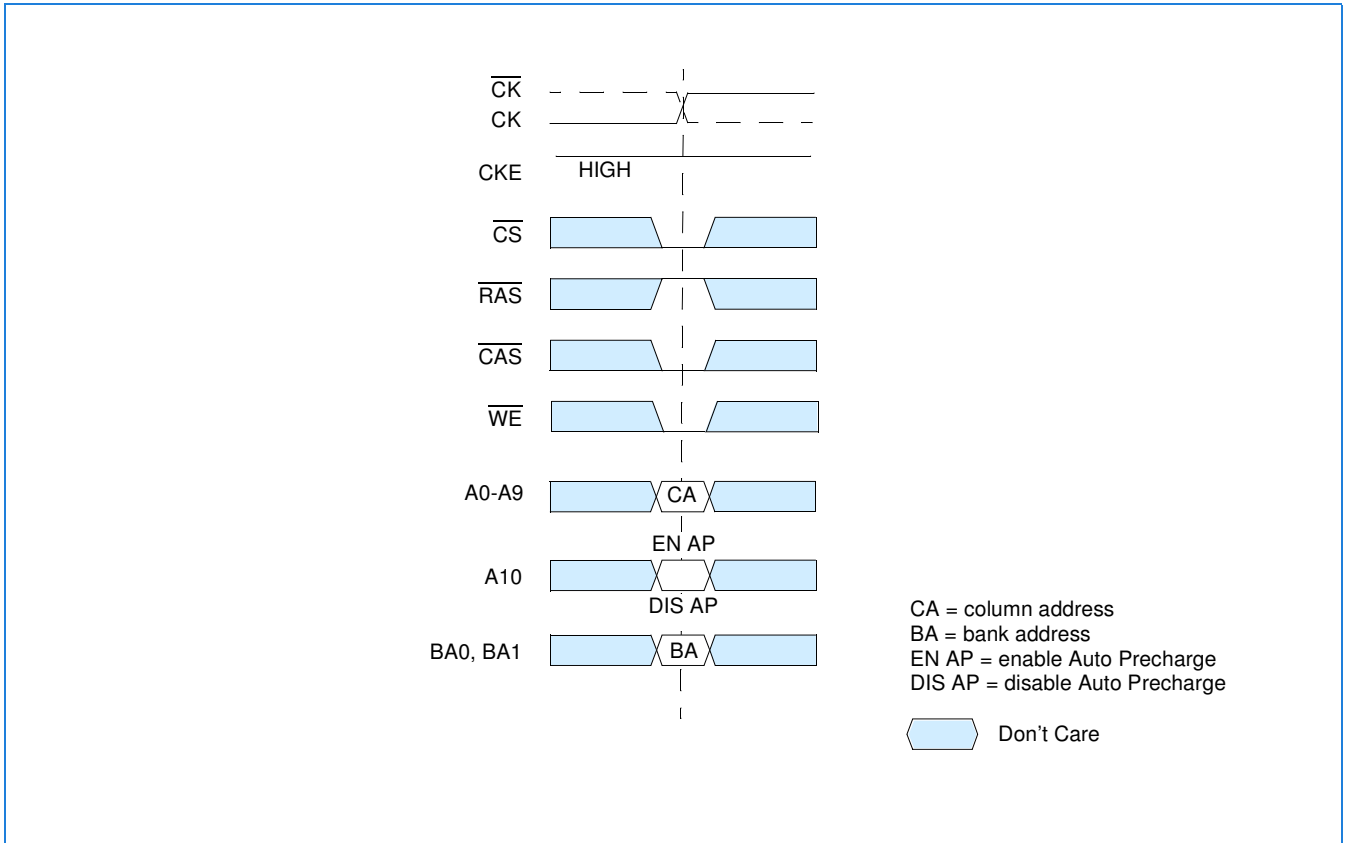 CK
CK
CKE HIGH
CS
RAS
CAS
WE
A0-A9 CA
EN AP
A10
DIS AP
BA0, BA1 BA
CA = column address
BA = bank address
EN AP = enable Auto Precharge
DIS AP = disable Auto Precharge
Don't Care